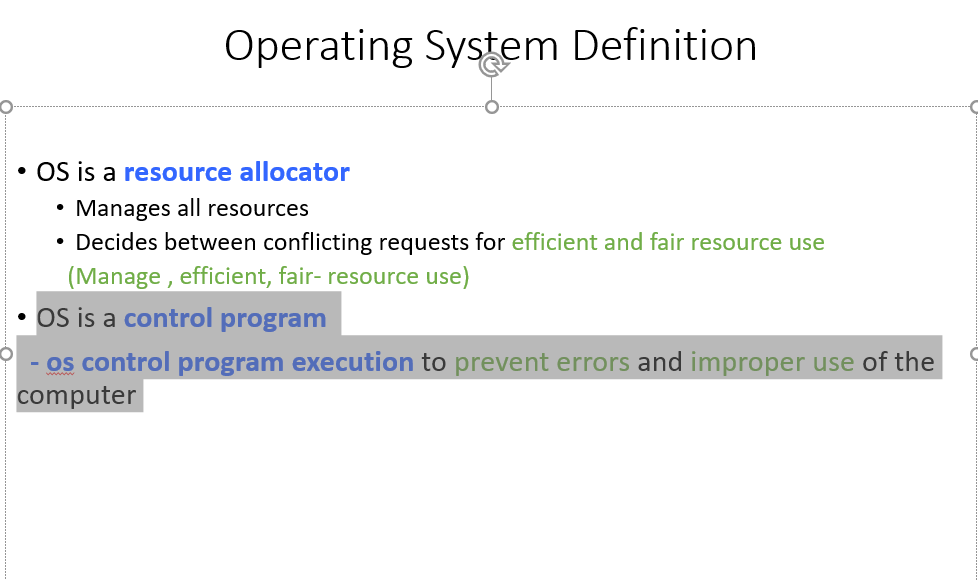 Operating System Definition
• OS is a resource allocator
• Manages all resources
• Decides between conflicting requests for efficient and fair resource use
(Manage , efficient, fair- resource use)
• OS is a control program
- os control program execution to prevent errors and improper use of the
computer